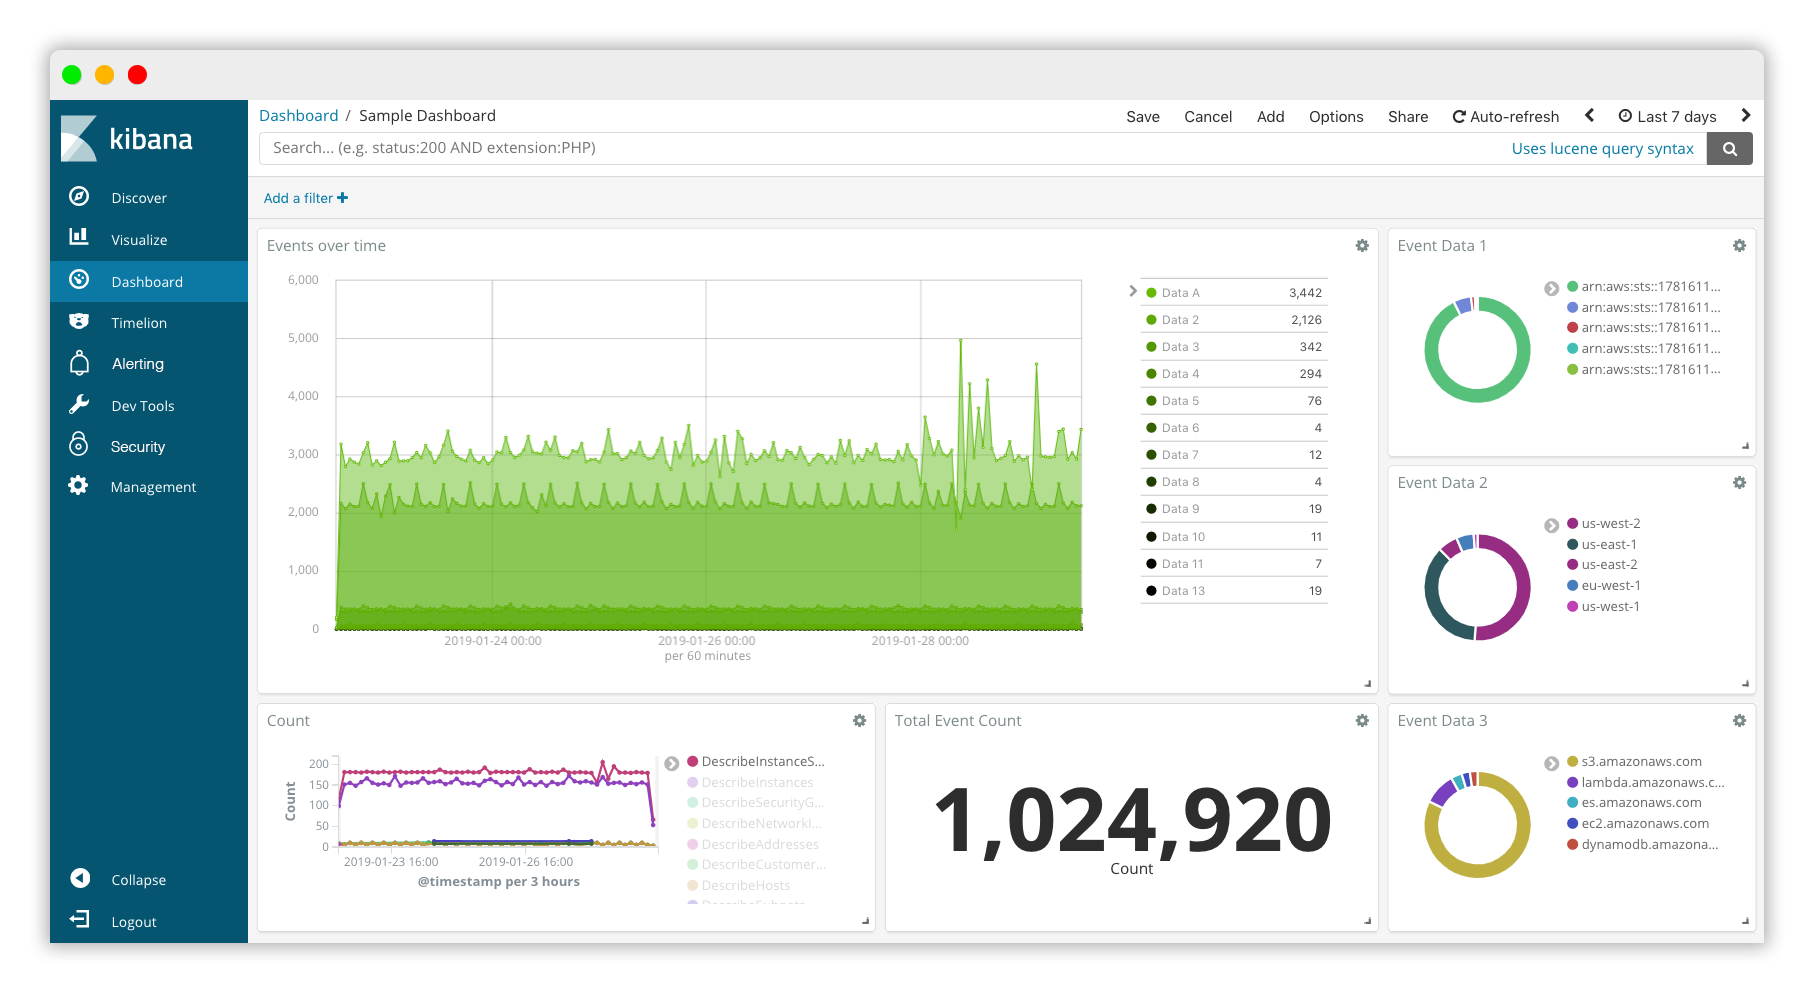 kibana
Discover
Visualize
Dashboard
Timelion
Alerting
Dev Tools
Security
Management
Collapse
Logout
Dashboard / Sample Dashboard
Save Cancel Add Options Share Auto-refresh Last 7 days
Search... (e.g. status:200 AND extension:PHP) Uses lucene query syntax
Add a filter
Events over time
6,000
5,000
4,000
3,000
2,000
1,000
0
2019-01-24 00:00 2019-01-26 00:00 2019-01-28 00:00
per 60 minutes
Data A 3,442
Data 2 2,126
Data 3 342
Data 4 294
Data 5 76
Data 6 4
Data 7 12
Data 8 4
Data 9 19
Data 10 11
Data 11 7
Data 13 19
Event Data 1
arn:aws:sts::1781611...
arn:aws:sts::1781611...
arn:aws:sts::1781611...
arn:aws:sts::1781611...
arn:aws:sts::1781611...
Event Data 2
us-west-2
us-east-1
us-east-2
eu-west-1
us-west-1
Count
Count
200
150
100
50
0
2019-01-23 16:00 2019-01-26 16:00
@timestamp per 3 hours
DescribeInstanceS...
DescribeInstances
DescribeSecurityG...
DescribeNetworkI...
DescribeAddresses
DescribeCustomer...
DescribeHosts
Total Event Count
1,024,920
Count
Event Data 3
s3.amazonaws.com
lambda.amazonaws.c...
es.amazonaws.com
ec2.amazonaws.com
dynamodb.amazona...